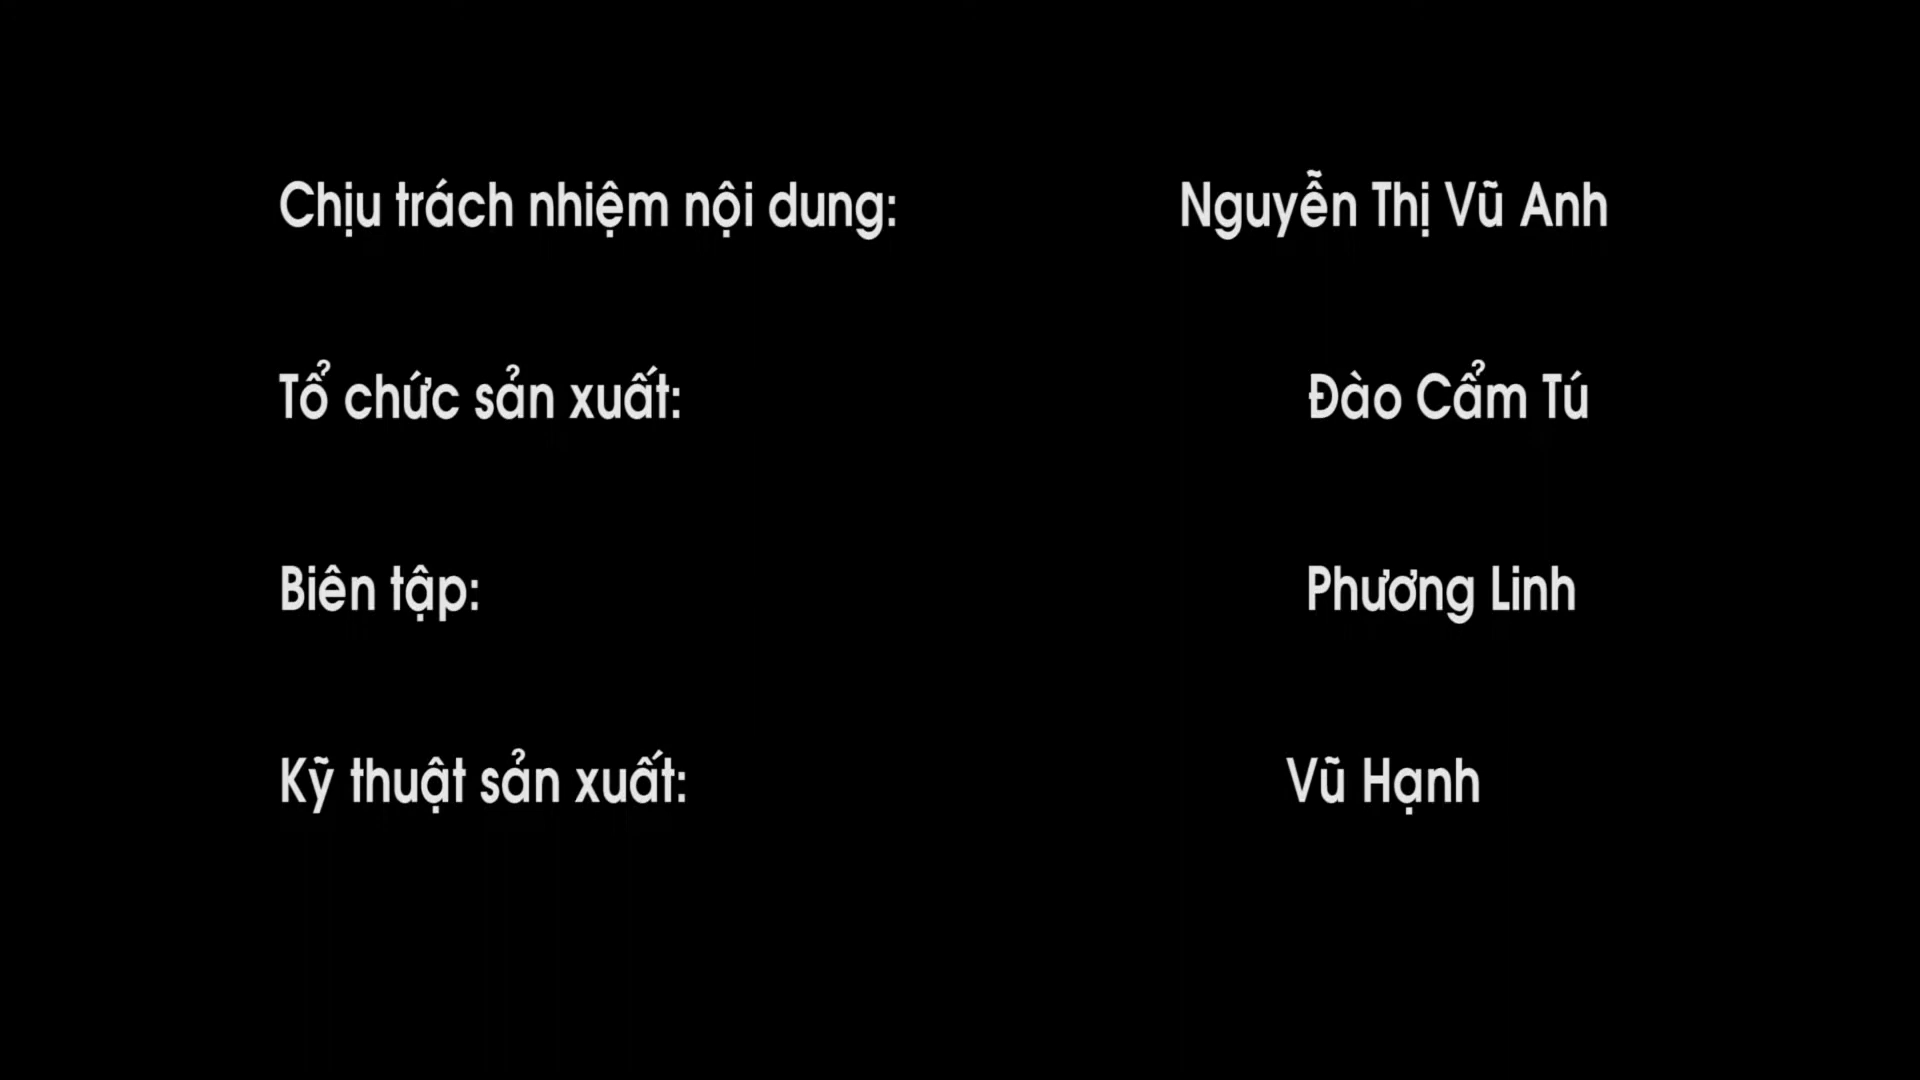 Chịu trách nhiệm nội dung: Nguyễn Thị Vũ Anh
Tổ chức sản xuất: Đào Cẩm Tú
Biên tập: Phương Linh
Kỹ thuật sản xuất: Vũ Hạnh